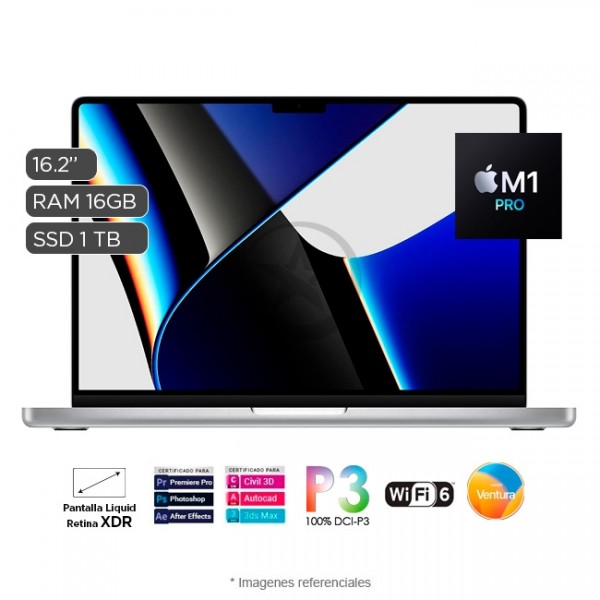 16.2”
RAM 16GB
SSD 1 TB
M1
PRO
Pantalla Liquid
Retina XDR
CERTIFICADO PARA
Pr Premiere Pro
Ps Photoshop
Ae After Effects
CERTIFICADO PARA
C Civil 3D
A Autocad
3 3ds Max
P3
100% DCI-P3
WiFi 6
Ventura
* Imagenes referenciales